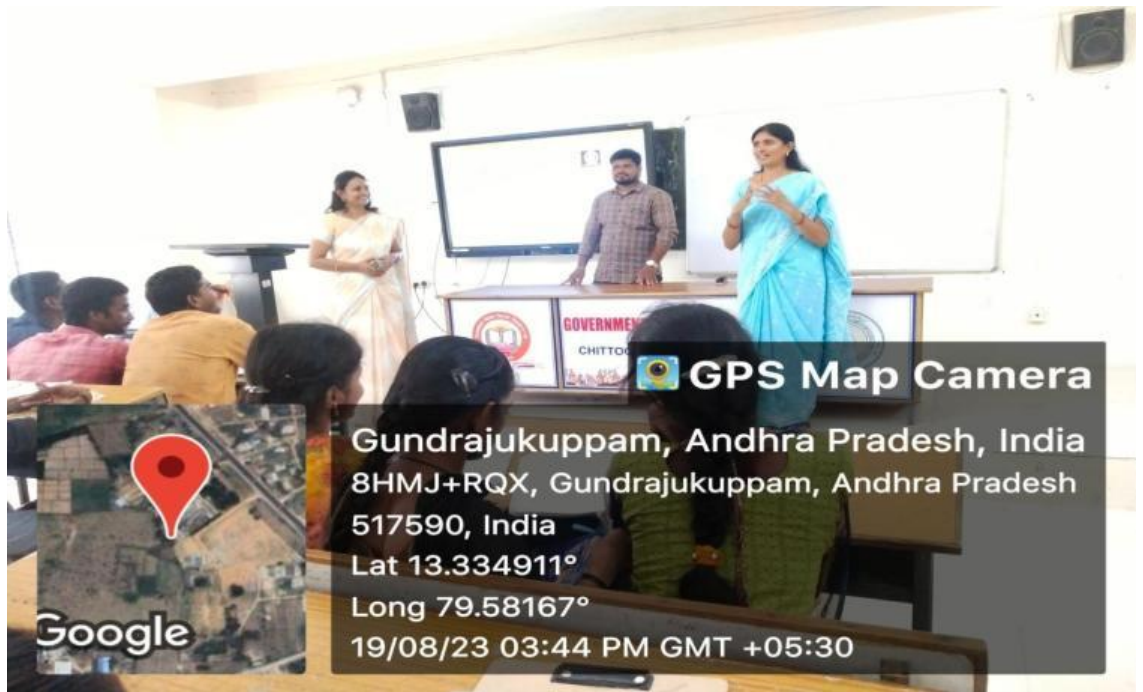 GOVERNMEN
CHITTOO
GPS Map Camera
Gundrajukuppam, Andhra Pradesh, India
8HMJ+RQX, Gundrajukuppam, Andhra Pradesh
517590, India
Lat 13.334911°
Long 79.58167°
19/08/23 03:44 PM GMT +05:30
Google